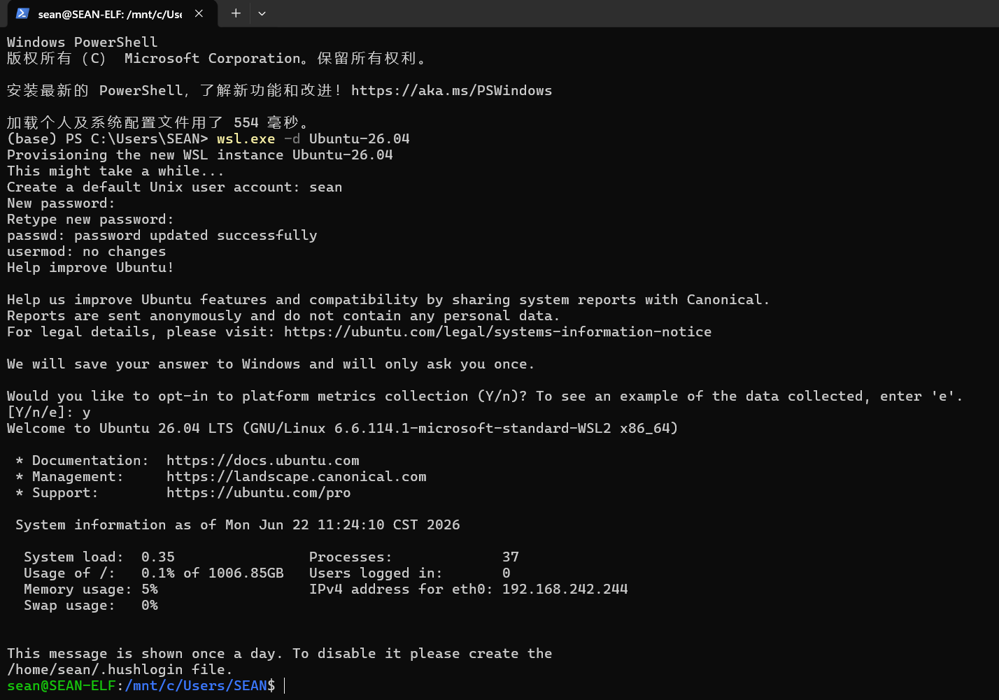 sean@SEAN-ELF: /mnt/c/Use
Windows PowerShell
版权所有（C） Microsoft Corporation。保留所有权利。
安装最新的 PowerShell，了解新功能和改进！https://aka.ms/PSWindows
加载个人及系统配置文件用了 554 毫秒。
(base) PS C:\Users\SEAN> wsl.exe -d Ubuntu-26.04
Provisioning the new WSL instance Ubuntu-26.04
This might take a while...
Create a default Unix user account: sean
New password:
Retype new password:
passwd: password updated successfully
usermod: no changes
Help improve Ubuntu!
Help us improve Ubuntu features and compatibility by sharing system reports with Canonical.
Reports are sent anonymously and do not contain any personal data.
For legal details, please visit: https://ubuntu.com/legal/systems-information-notice
We will save your answer to Windows and will only ask you once.
Would you like to opt-in to platform metrics collection (Y/n)? To see an example of the data collected, enter 'e'.
[Y/n/e]: y
Welcome to Ubuntu 26.04 LTS (GNU/Linux 6.6.114.1-microsoft-standard-WSL2 x86_64)
* Documentation:  https://docs.ubuntu.com
* Management:     https://landscape.canonical.com
* Support:        https://ubuntu.com/pro
System information as of Mon Jun 22 11:24:10 CST 2026
System load:  0.35                Processes:             37
Usage of /:   0.1% of 1006.85GB   Users logged in:       0
Memory usage: 5%                  IPv4 address for eth0: 192.168.242.244
Swap usage:   0%
This message is shown once a day. To disable it please create the
/home/sean/.hushlogin file.
sean@SEAN-ELF:/mnt/c/Users/SEAN$